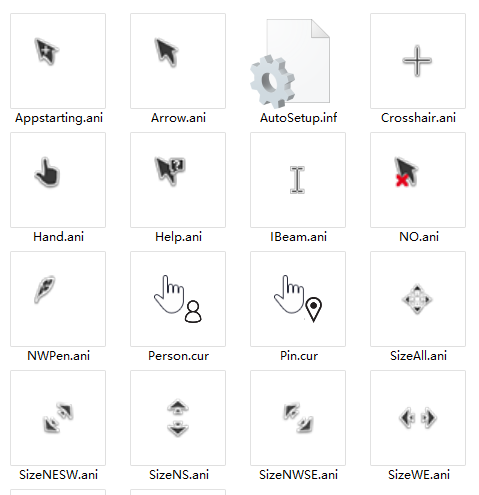 Appstarting.ani
Arrow.ani
AutoSetup.inf
Crosshair.ani
Hand.ani
Help.ani
IBeam.ani
NO.ani
NWPen.ani
Person.cur
Pin.cur
SizeAll.ani
SizeNESW.ani
SizeNS.ani
SizeNWSE.ani
SizeWE.ani